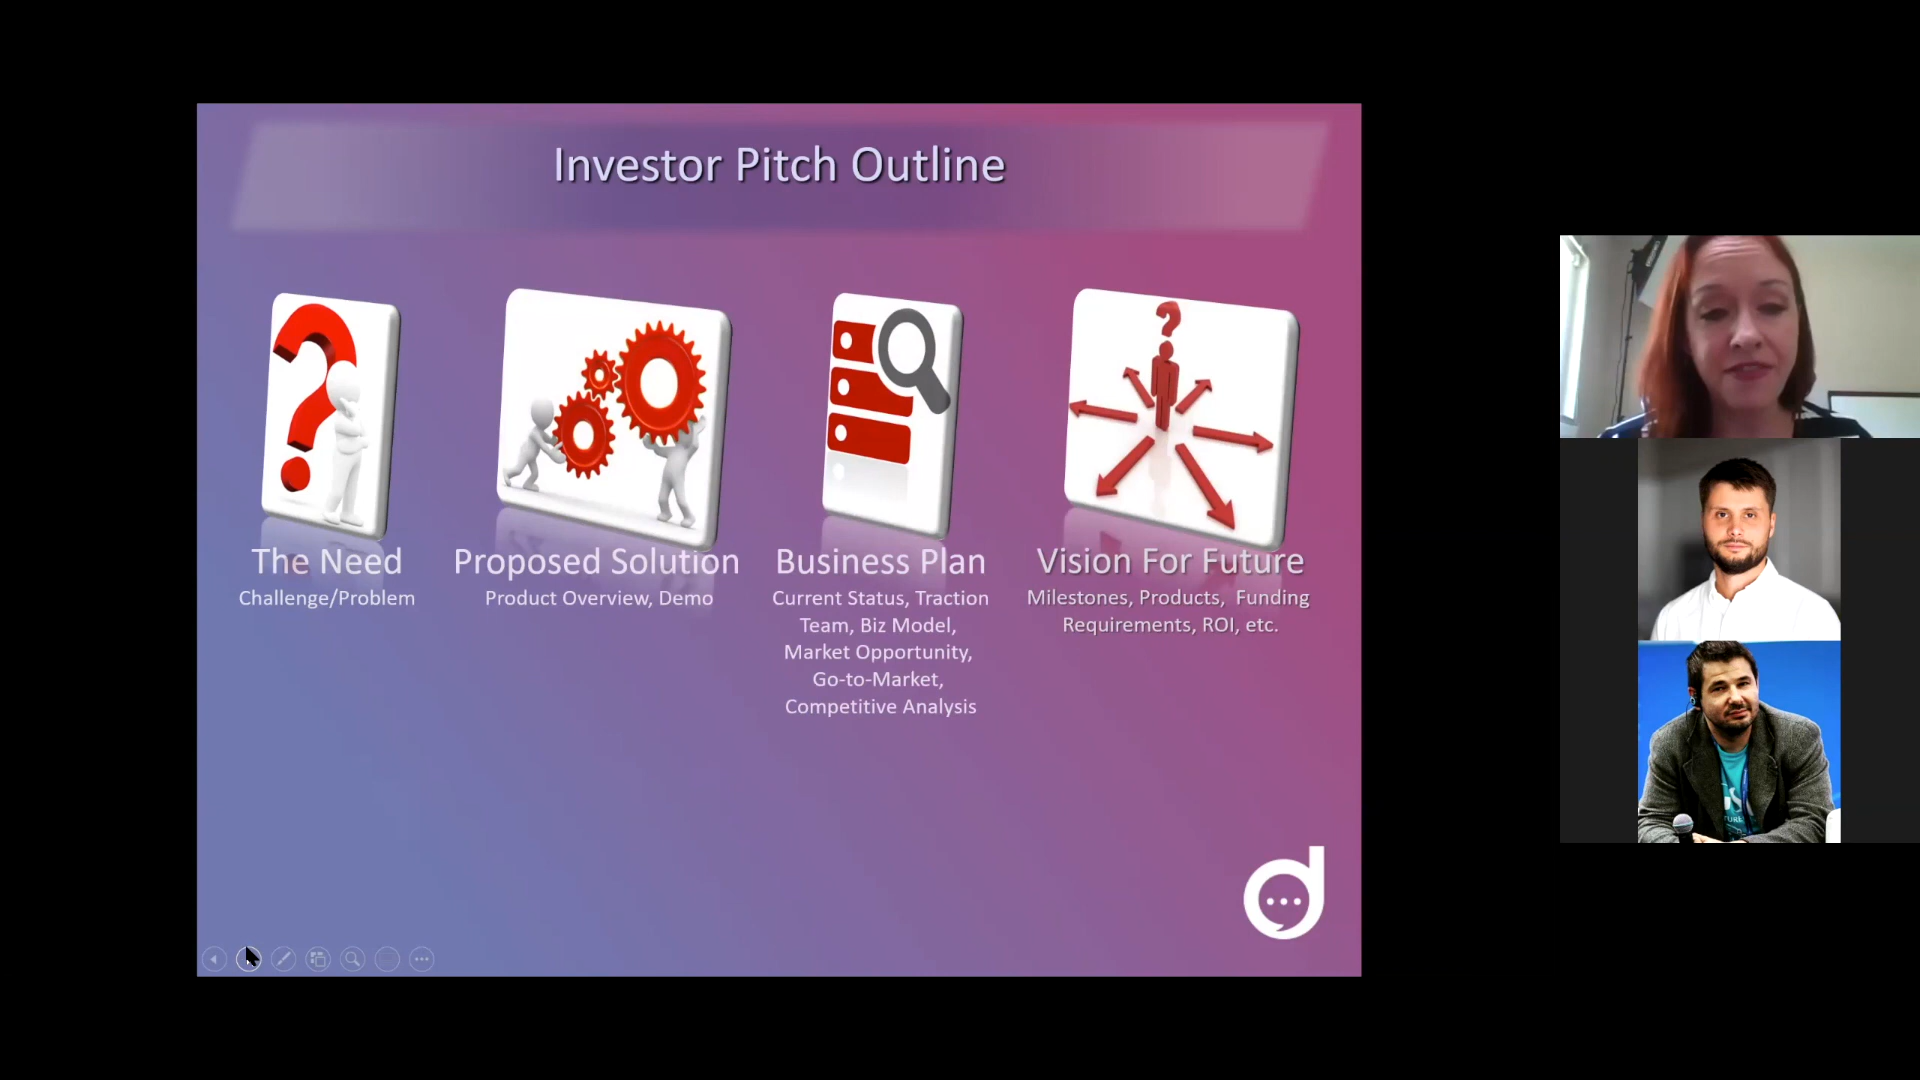 Investor Pitch Outline
The Need
Challenge/Problem
Proposed Solution
Product Overview, Demo
Business Plan
Current Status, Traction
Team, Biz Model,
Market Opportunity,
Go-to-Market,
Competitive Analysis
Vision For Future
Milestones, Products, Funding
Requirements, ROI, etc.